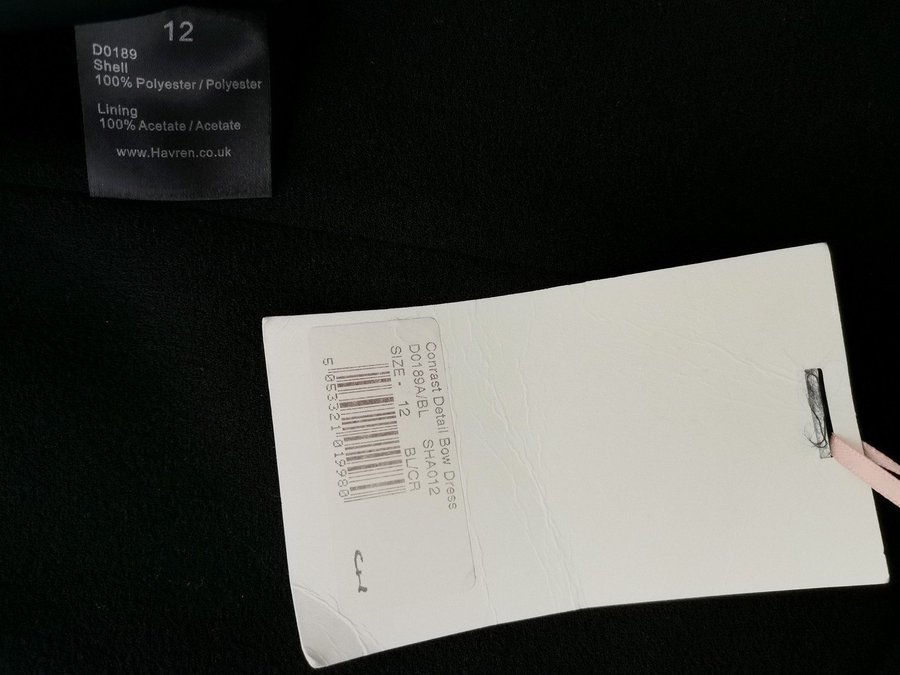 12
D0189
Shell
100% Polyester / Polyester
Lining
100% Acetate / Acetate
www.Havren.co.uk
Conrast Detail Bow Dress
D0189A/BL SHA012
SIZE - 12 BL/CR
5 053321 019980